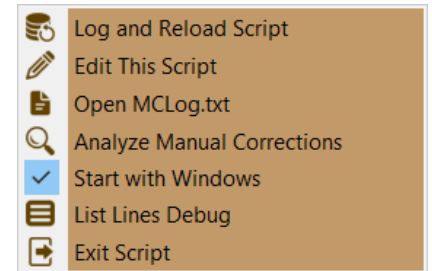 Log and Reload Script
Edit This Script
Open MCLog.txt
Analyze Manual Corrections
Start with Windows
List Lines Debug
Exit Script